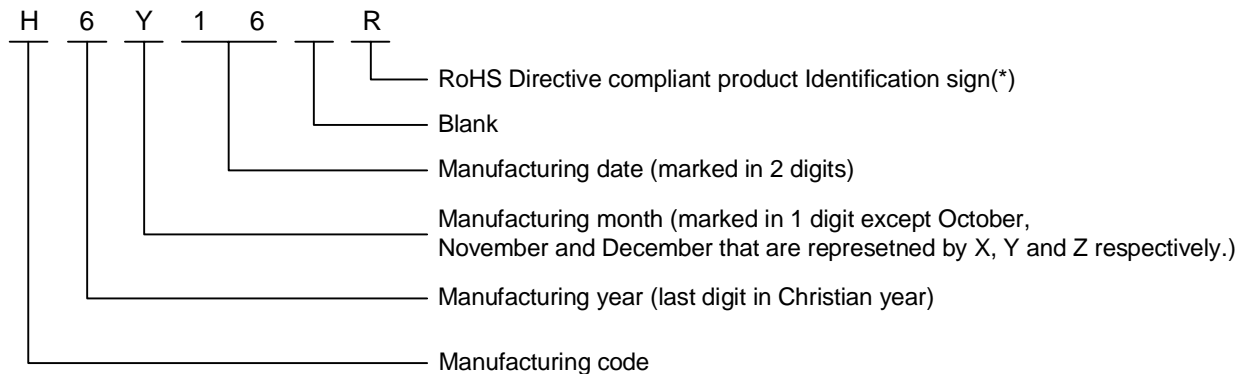 H 6 Y 1 6 R
RoHS Directive compliant product Identification sign(*)
Blank
Manufacturing date (marked in 2 digits)
Manufacturing month (marked in 1 digit except October,
November and December that are represetned by X, Y and Z respectively.)
Manufacturing year (last digit in Christian year)
Manufacturing code